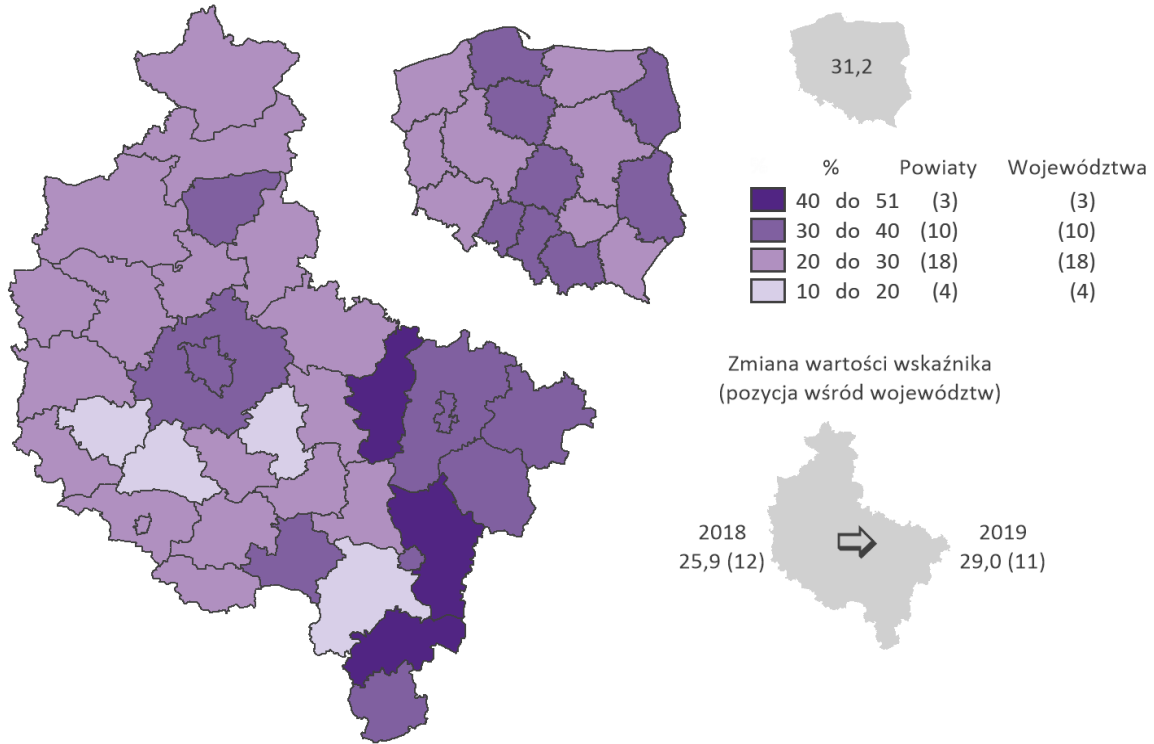 31,2
% Powiaty Województwa
40 do 51 (3) (3)
30 do 40 (10) (10)
20 do 30 (18) (18)
10 do 20 (4) (4)
Zmiana wartości wskaźnika
(pozycja wśród województw)
2018 2019
25,9 (12) 29,0 (11)